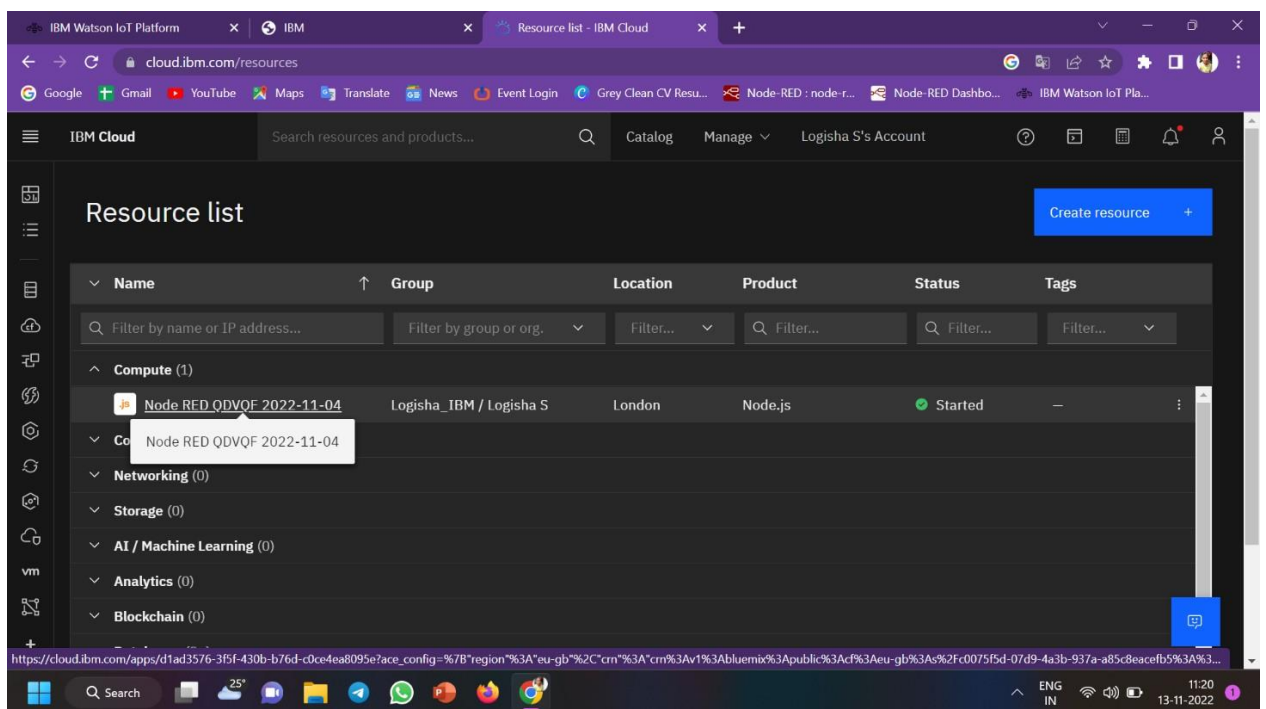 IBM Watson IoT Platform
IBM
Resource list - IBM Cloud
cloud.ibm.com/resources
Google Gmail YouTube Maps Translate News Event Login Grey Clean CV Resu... Node-RED : node-r... Node-RED Dashbo... IBM Watson IoT Pla...
IBM Cloud Search resources and products... Catalog Manage Logisha S's Account
Resource list
Create resource +
Name Group Location Product Status Tags
Filter by name or IP address... Filter by group or org. Filter... Filter... Filter... Filter...
Compute (1)
.js Node RED QDVQF 2022-11-04 Logisha_IBM / Logisha S London Node.js Started –
Co
Node RED QDVQF 2022-11-04
Networking (0)
Storage (0)
AI / Machine Learning (0)
vm
Analytics (0)
Blockchain (0)
https://cloud.ibm.com/apps/d1ad3576-3f5f-430b-b76d-c0ce4ea8095e?ace_config=%7B"region"%3A"eu-gb"%2C"crn"%3A"crn%3Av1%3Abluemix%3Apublic%3Acf%3Aeu-gb%3As%2Fc0075f5d-07d9-4a3b-937a-a85c8eacefb5%3A%3...
Search 25° ENG IN 11:20 13-11-2022 1